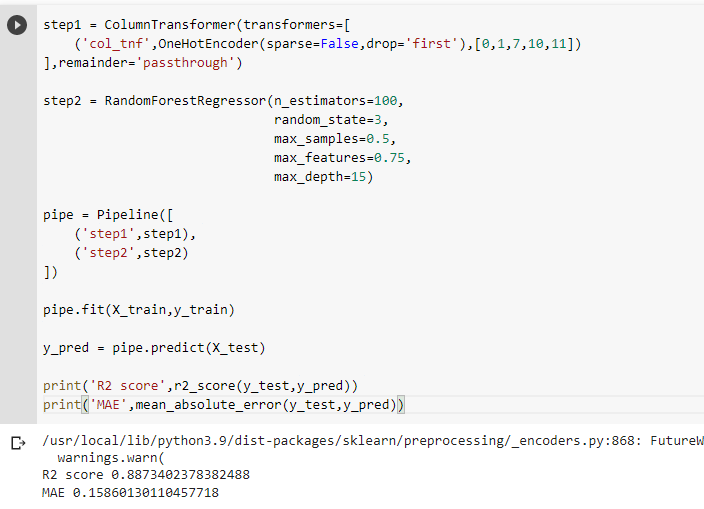 step1 = ColumnTransformer(transformers=[
    ('col_tnf',OneHotEncoder(sparse=False,drop='first'),[0,1,7,10,11])
],remainder='passthrough')

step2 = RandomForestRegressor(n_estimators=100,
                              random_state=3,
                              max_samples=0.5,
                              max_features=0.75,
                              max_depth=15)

pipe = Pipeline([
    ('step1',step1),
    ('step2',step2)
])

pipe.fit(X_train,y_train)

y_pred = pipe.predict(X_test)

print('R2 score',r2_score(y_test,y_pred))
print('MAE',mean_absolute_error(y_test,y_pred))
/usr/local/lib/python3.9/dist-packages/sklearn/preprocessing/_encoders.py:868: FutureW
  warnings.warn(
R2 score 0.8873402378382488
MAE 0.15860130110457718